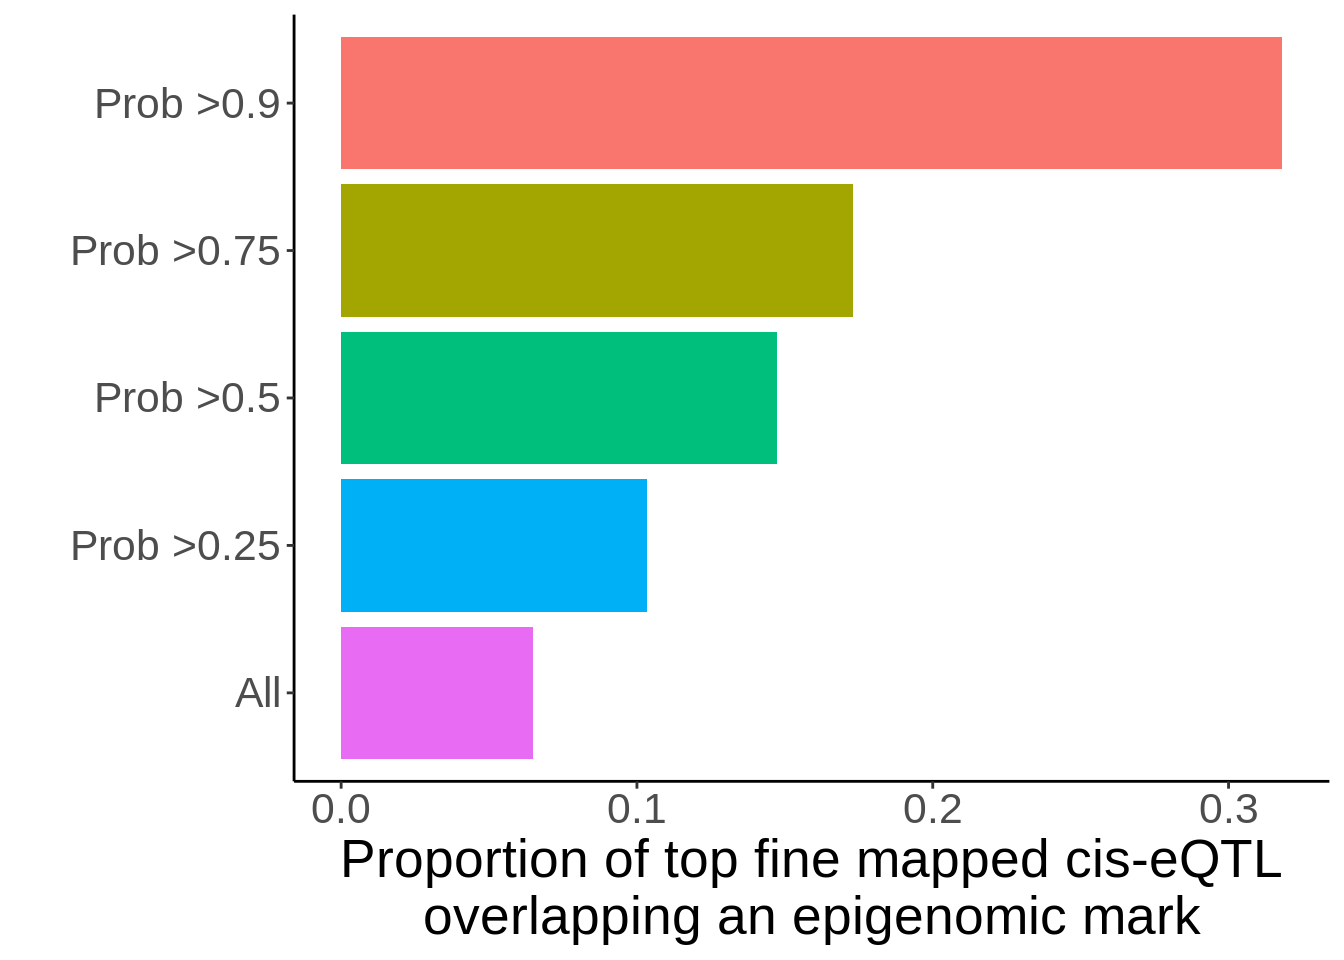 Prob >0.9
Prob >0.75
Prob >0.5
Prob >0.25
All
0.0 0.1 0.2 0.3
Proportion of top fine mapped cis-eQTL
overlapping an epigenomic mark